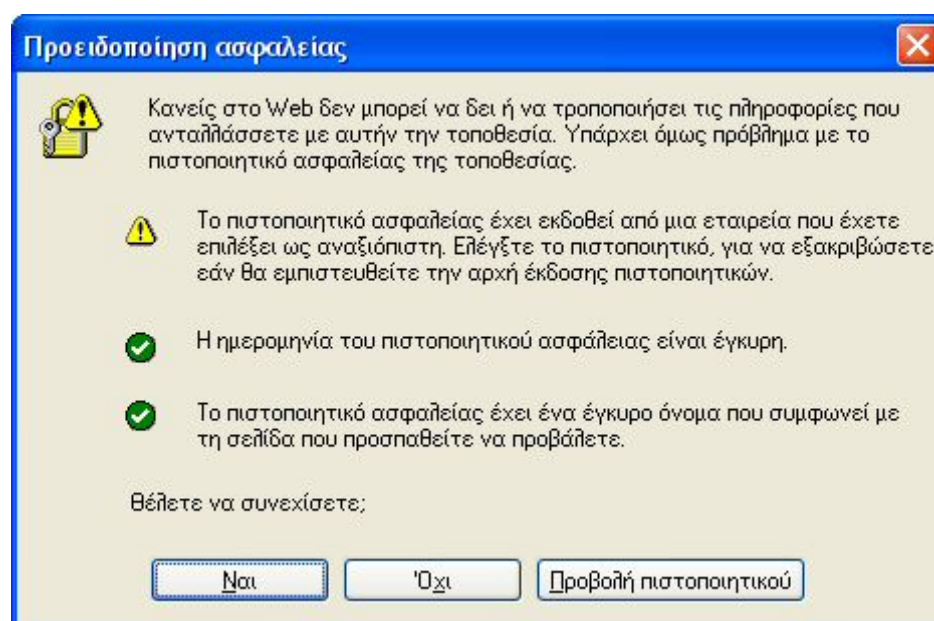 Προειδοποίηση ασφαλείας
Κανείς στο Web δεν μπορεί να δει ή να τροποποιήσει τις πληροφορίες που
ανταλλάσσετε με αυτήν την τοποθεσία. Υπάρχει όμως πρόβλημα με το
πιστοποιητικό ασφαλείας της τοποθεσίας.
Το πιστοποιητικό ασφαλείας έχει εκδοθεί από μια εταιρεία που έχετε
επιλέξει ως αναξιόπιστη. Ελέγξτε το πιστοποιητικό, για να εξακριβώσετε
εάν θα εμπιστευθείτε την αρχή έκδοσης πιστοποιητικών.
Η ημερομηνία του πιστοποιητικού ασφάλειας είναι έγκυρη.
Το πιστοποιητικό ασφαλείας έχει ένα έγκυρο όνομα που συμφωνεί με
τη σελίδα που προσπαθείτε να προβάλετε.
Θέλετε να συνεχίσετε;
Ναι
Όχι
Προβολή πιστοποιητικού